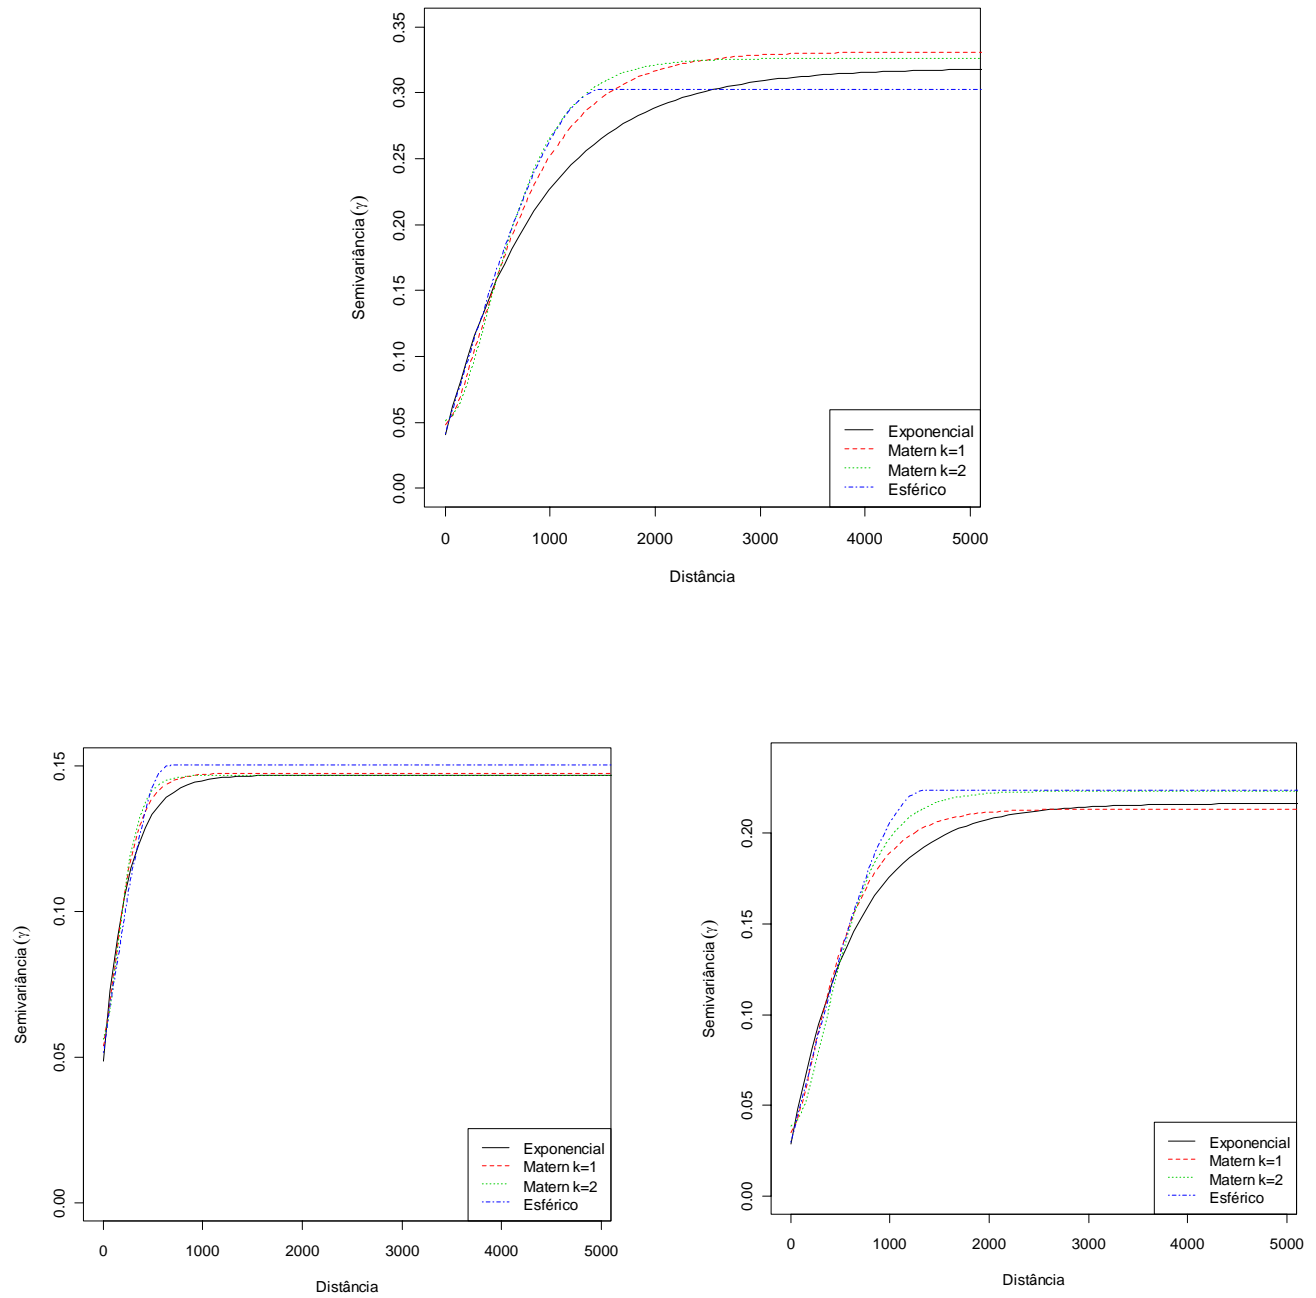 0.35
0.30
0.25
0.20
0.15
0.10
0.05
0.00
Semivariância (γ)
Exponencial
Matern k=1
Matern k=2
Esférico
0 1000 2000 3000 4000 5000
Distância
0.15
0.10
0.05
0.00
Semivariância (γ)
Exponencial
Matern k=1
Matern k=2
Esférico
0 1000 2000 3000 4000 5000
Distância
0.20
0.15
0.10
0.05
0.00
Semivariância (γ)
Exponencial
Matern k=1
Matern k=2
Esférico
0 1000 2000 3000 4000 5000
Distância